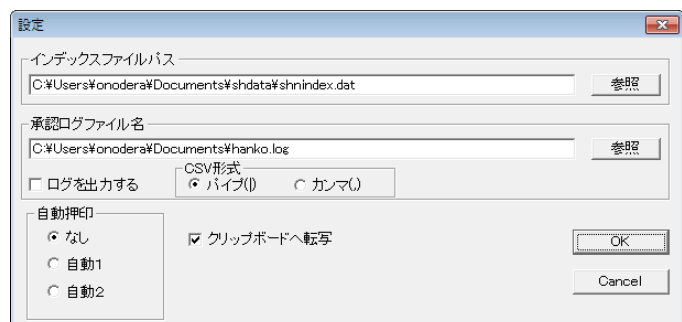 設定
インデックスファイルパス
C:¥Users¥onodera¥Documents¥shdata¥shnindex.dat
参照
承認ログファイル名
C:¥Users¥onodera¥Documents¥hanko.log
参照
ログを出力する
CSV形式
パイプ(|)
カンマ(,)
自動押印
なし
自動1
自動2
クリップボードへ転写
OK
Cancel